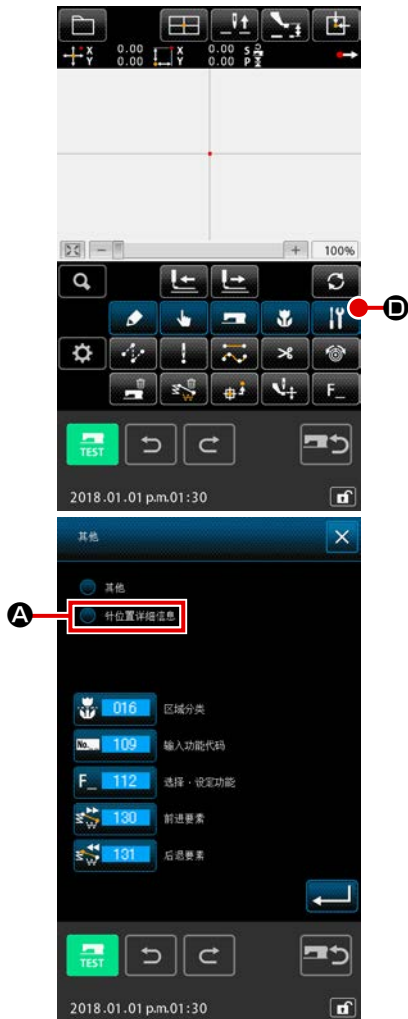 X 0.00 X 0.00 S
Y 0.00 Y 0.00 P
100%
D
F_
TEST
2018.01.01 p.m.01:30
其他
其他
A 针位置详细信息
016 区域分类
No. 109 输入功能代码
F_ 112 选择・设定功能
130 前进要素
131 后退要素
TEST
2018.01.01 p.m.01:30